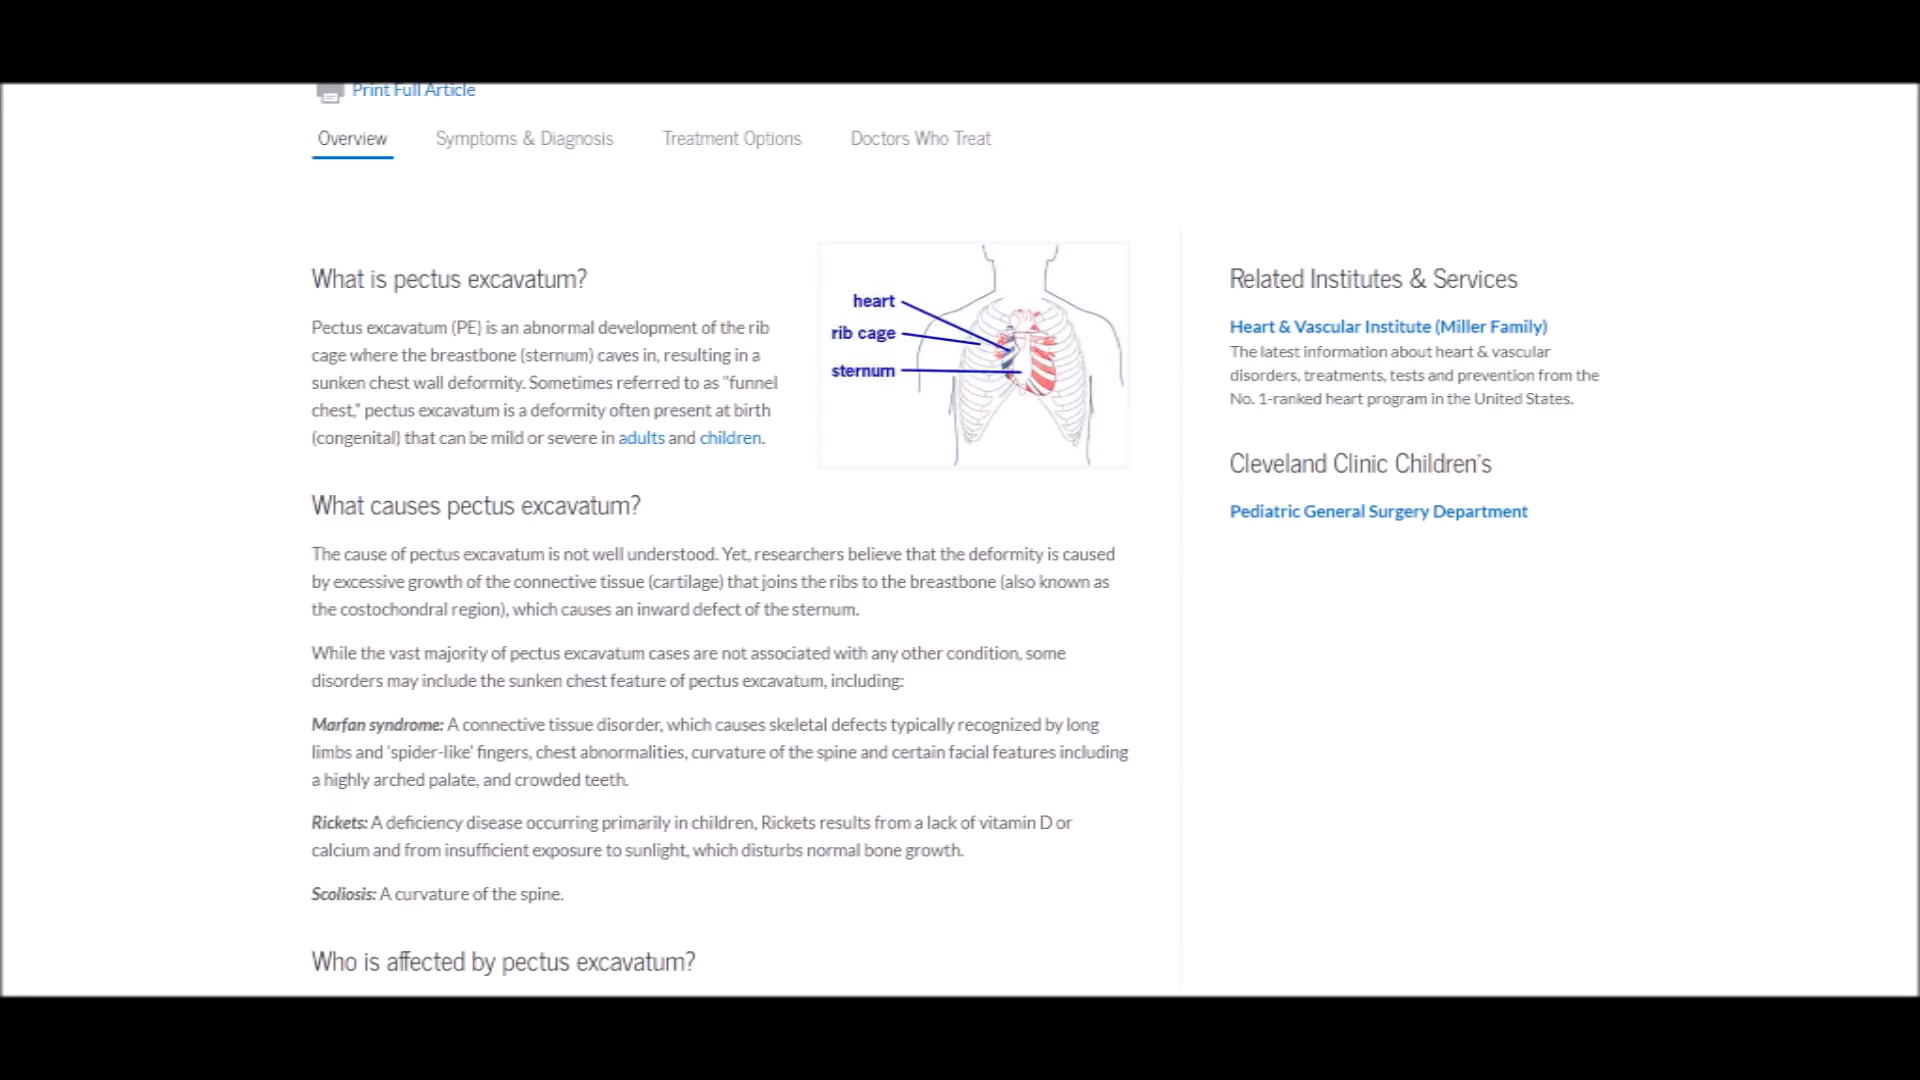 Print Full Article
Overview
Symptoms & Diagnosis
Treatment Options
Doctors Who Treat
What is pectus excavatum?
Pectus excavatum (PE) is an abnormal development of the rib
cage where the breastbone (sternum) caves in, resulting in a
sunken chest wall deformity. Sometimes referred to as "funnel
chest," pectus excavatum is a deformity often present at birth
(congenital) that can be mild or severe in adults and children.
heart
rib cage
sternum
What causes pectus excavatum?
The cause of pectus excavatum is not well understood. Yet, researchers believe that the deformity is caused
by excessive growth of the connective tissue (cartilage) that joins the ribs to the breastbone (also known as
the costochondral region), which causes an inward defect of the sternum.
While the vast majority of pectus excavatum cases are not associated with any other condition, some
disorders may include the sunken chest feature of pectus excavatum, including:
Marfan syndrome: A connective tissue disorder, which causes skeletal defects typically recognized by long
limbs and 'spider-like' fingers, chest abnormalities, curvature of the spine and certain facial features including
a highly arched palate, and crowded teeth.
Rickets: A deficiency disease occurring primarily in children, Rickets results from a lack of vitamin D or
calcium and from insufficient exposure to sunlight, which disturbs normal bone growth.
Scoliosis: A curvature of the spine.
Who is affected by pectus excavatum?
Related Institutes & Services
Heart & Vascular Institute (Miller Family)
The latest information about heart & vascular
disorders, treatments, tests and prevention from the
No. 1-ranked heart program in the United States.
Cleveland Clinic Children's
Pediatric General Surgery Department